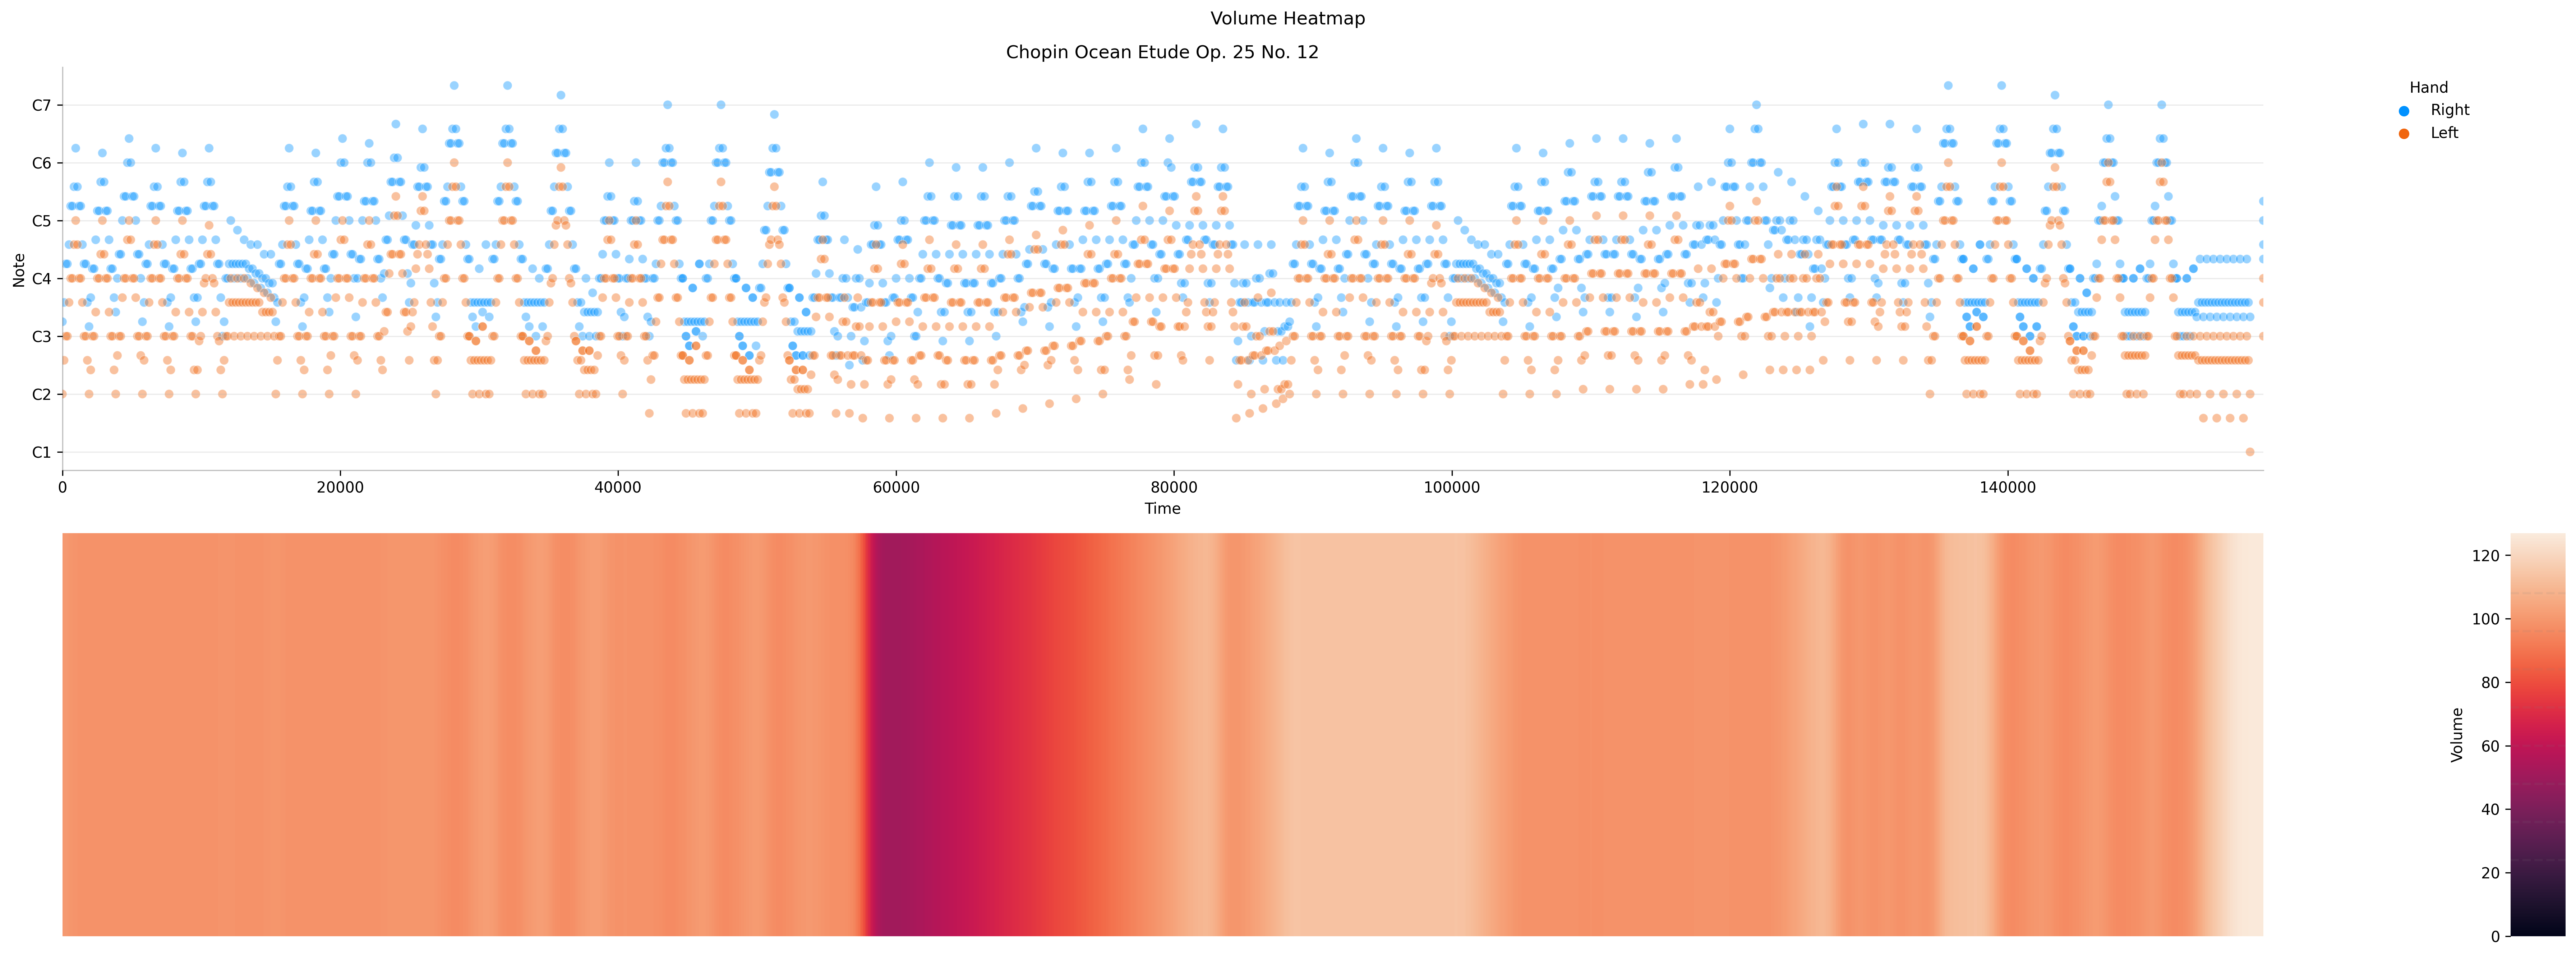 Volume Heatmap
Chopin Ocean Etude Op. 25 No. 12
Hand
Right
Left
Note
C7
C6
C5
C4
C3
C2
C1
0 20000 40000 60000 80000 100000 120000 140000
Time
Volume
120
100
80
60
40
20
0